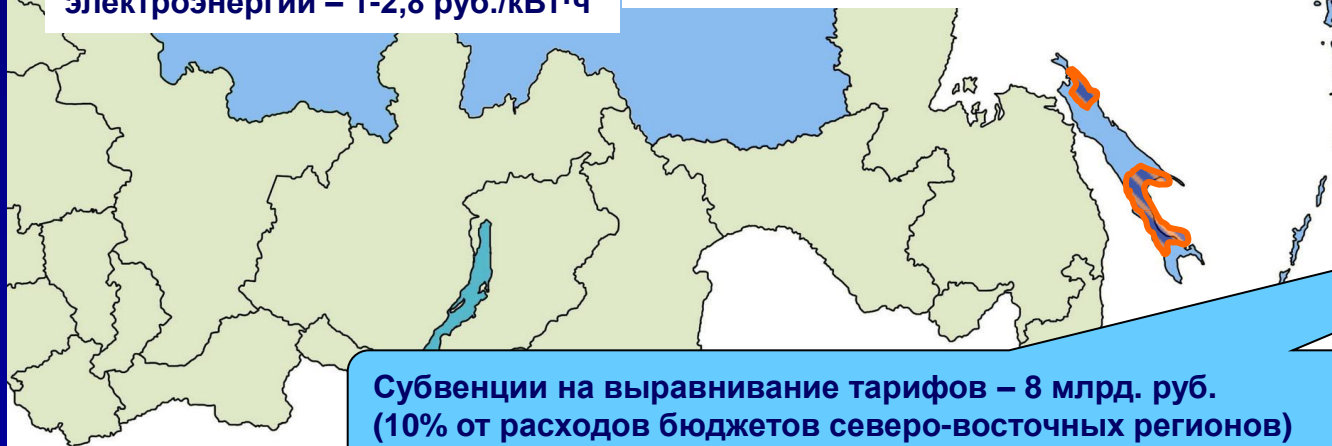 электроэнергии – 1-2,8 руб./кВт·ч
Субвенции на выравнивание тарифов – 8 млрд. руб.
(10% от расходов бюджетов северо-восточных регионов)